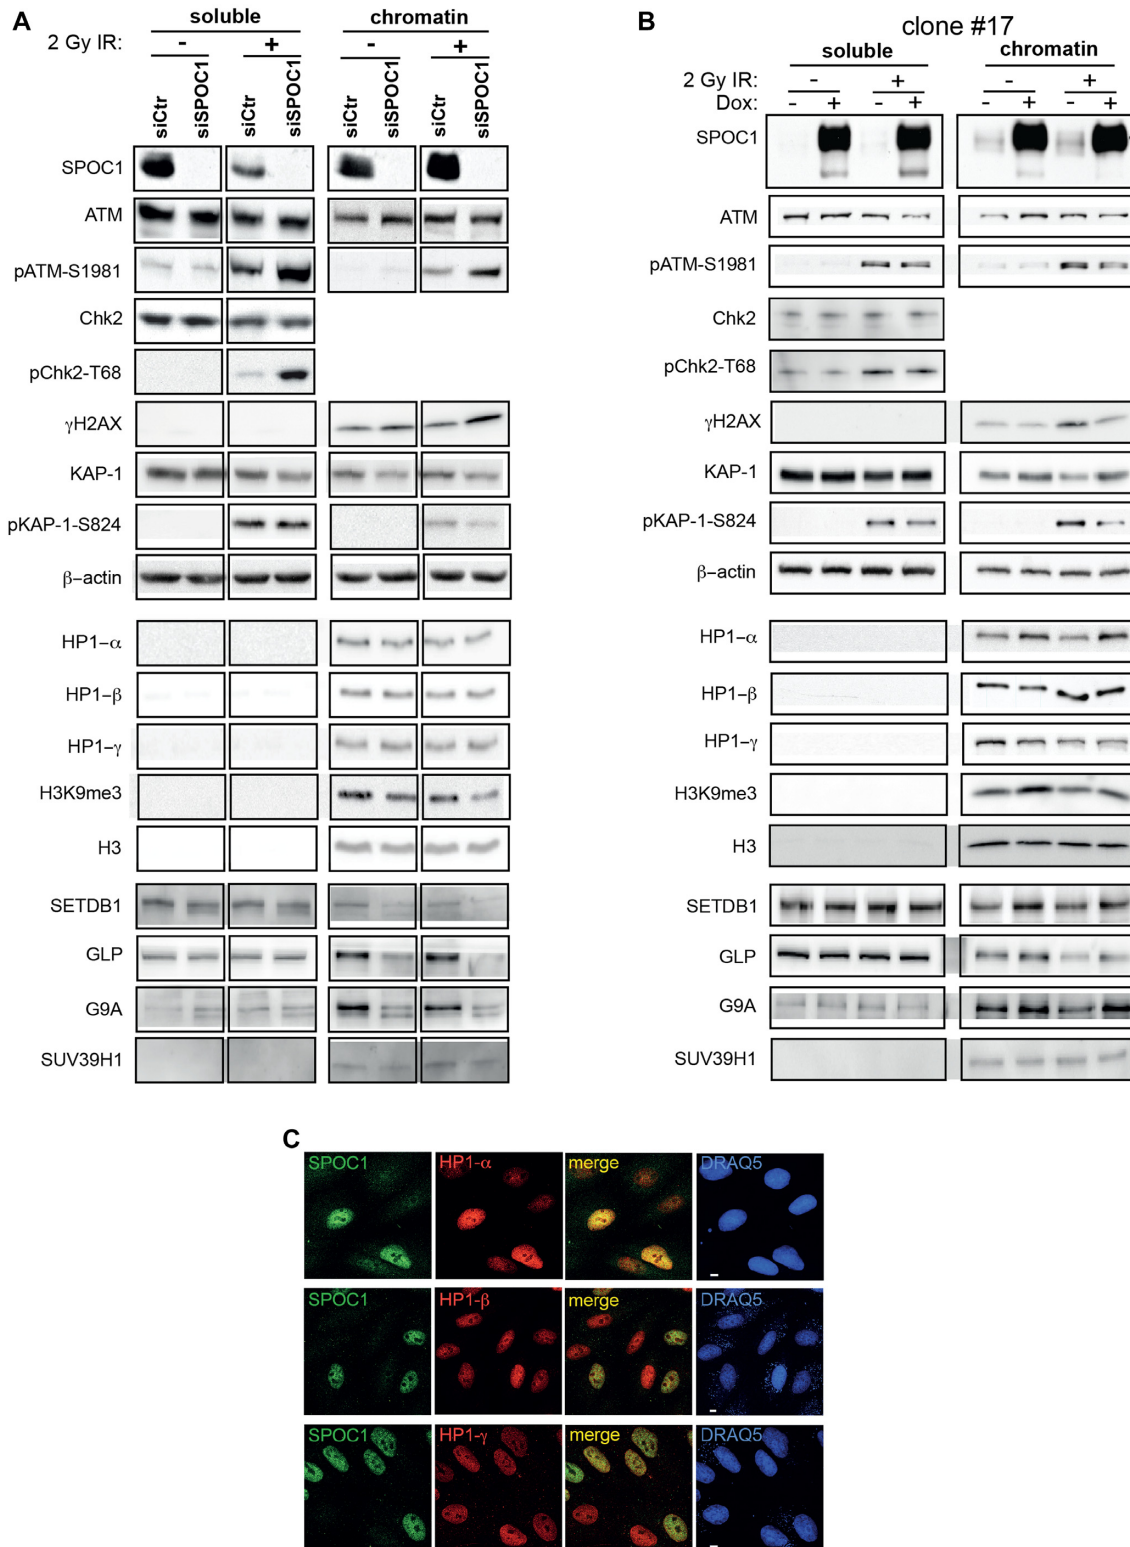 A
soluble
chromatin
2 Gy IR:
- + - +
siCtr siSPOC1 siCtr siSPOC1 siCtr siSPOC1 siCtr siSPOC1
SPOC1
ATM
pATM-S1981
Chk2
pChk2-T68
γH2AX
KAP-1
pKAP-1-S824
β–actin
HP1–α
HP1–β
HP1–γ
H3K9me3
H3
SETDB1
GLP
G9A
SUV39H1
B
clone #17
soluble
chromatin
2 Gy IR: - + - +
Dox: - + - + - + - +
SPOC1
ATM
pATM-S1981
Chk2
pChk2-T68
γH2AX
KAP-1
pKAP-1-S824
β–actin
HP1–α
HP1–β
HP1–γ
H3K9me3
H3
SETDB1
GLP
G9A
SUV39H1
C
SPOC1 HP1-α merge DRAQ5
SPOC1 HP1-β merge DRAQ5
SPOC1 HP1-γ merge DRAQ5